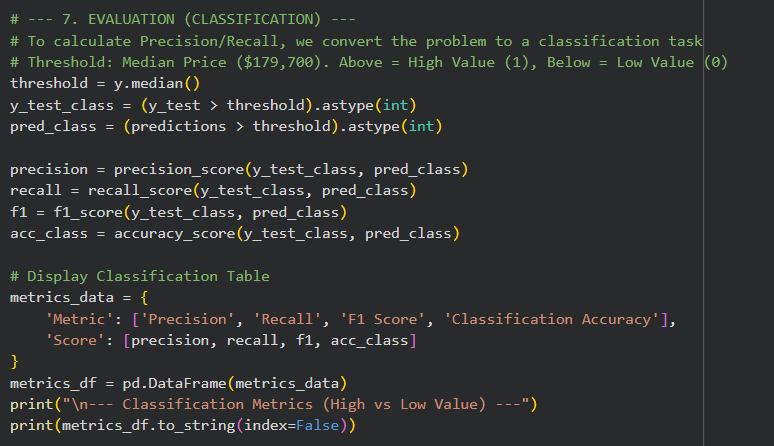 # --- 7. EVALUATION (CLASSIFICATION) ---
# To calculate Precision/Recall, we convert the problem to a classification task
# Threshold: Median Price ($179,700). Above = High Value (1), Below = Low Value (0)
threshold = y.median()
y_test_class = (y_test > threshold).astype(int)
pred_class = (predictions > threshold).astype(int)

precision = precision_score(y_test_class, pred_class)
recall = recall_score(y_test_class, pred_class)
f1 = f1_score(y_test_class, pred_class)
acc_class = accuracy_score(y_test_class, pred_class)

# Display Classification Table
metrics_data = {
    'Metric': ['Precision', 'Recall', 'F1 Score', 'Classification Accuracy'],
    'Score': [precision, recall, f1, acc_class]
}
metrics_df = pd.DataFrame(metrics_data)
print("\n--- Classification Metrics (High vs Low Value) ---")
print(metrics_df.to_string(index=False))